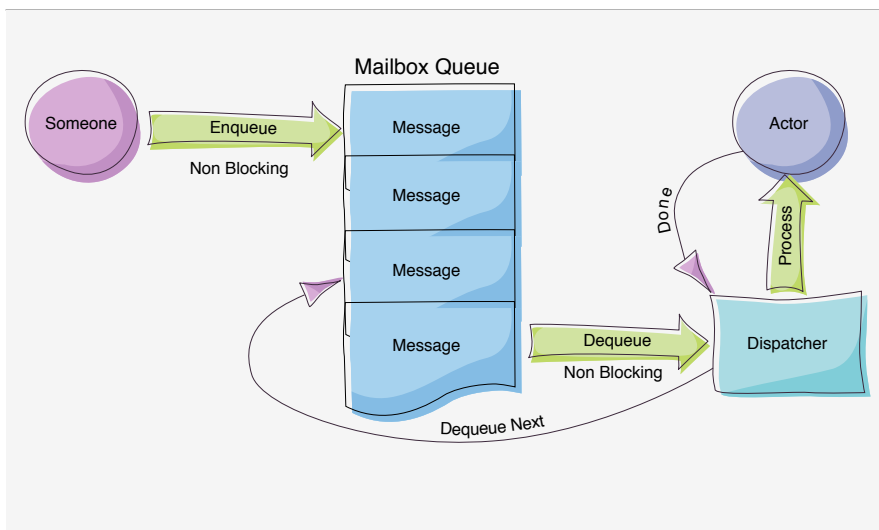 Mailbox Queue
Someone
Enqueue
Non Blocking
Message
Message
Message
Message
Actor
Done
Process
Dequeue
Non Blocking
Dispatcher
Dequeue Next